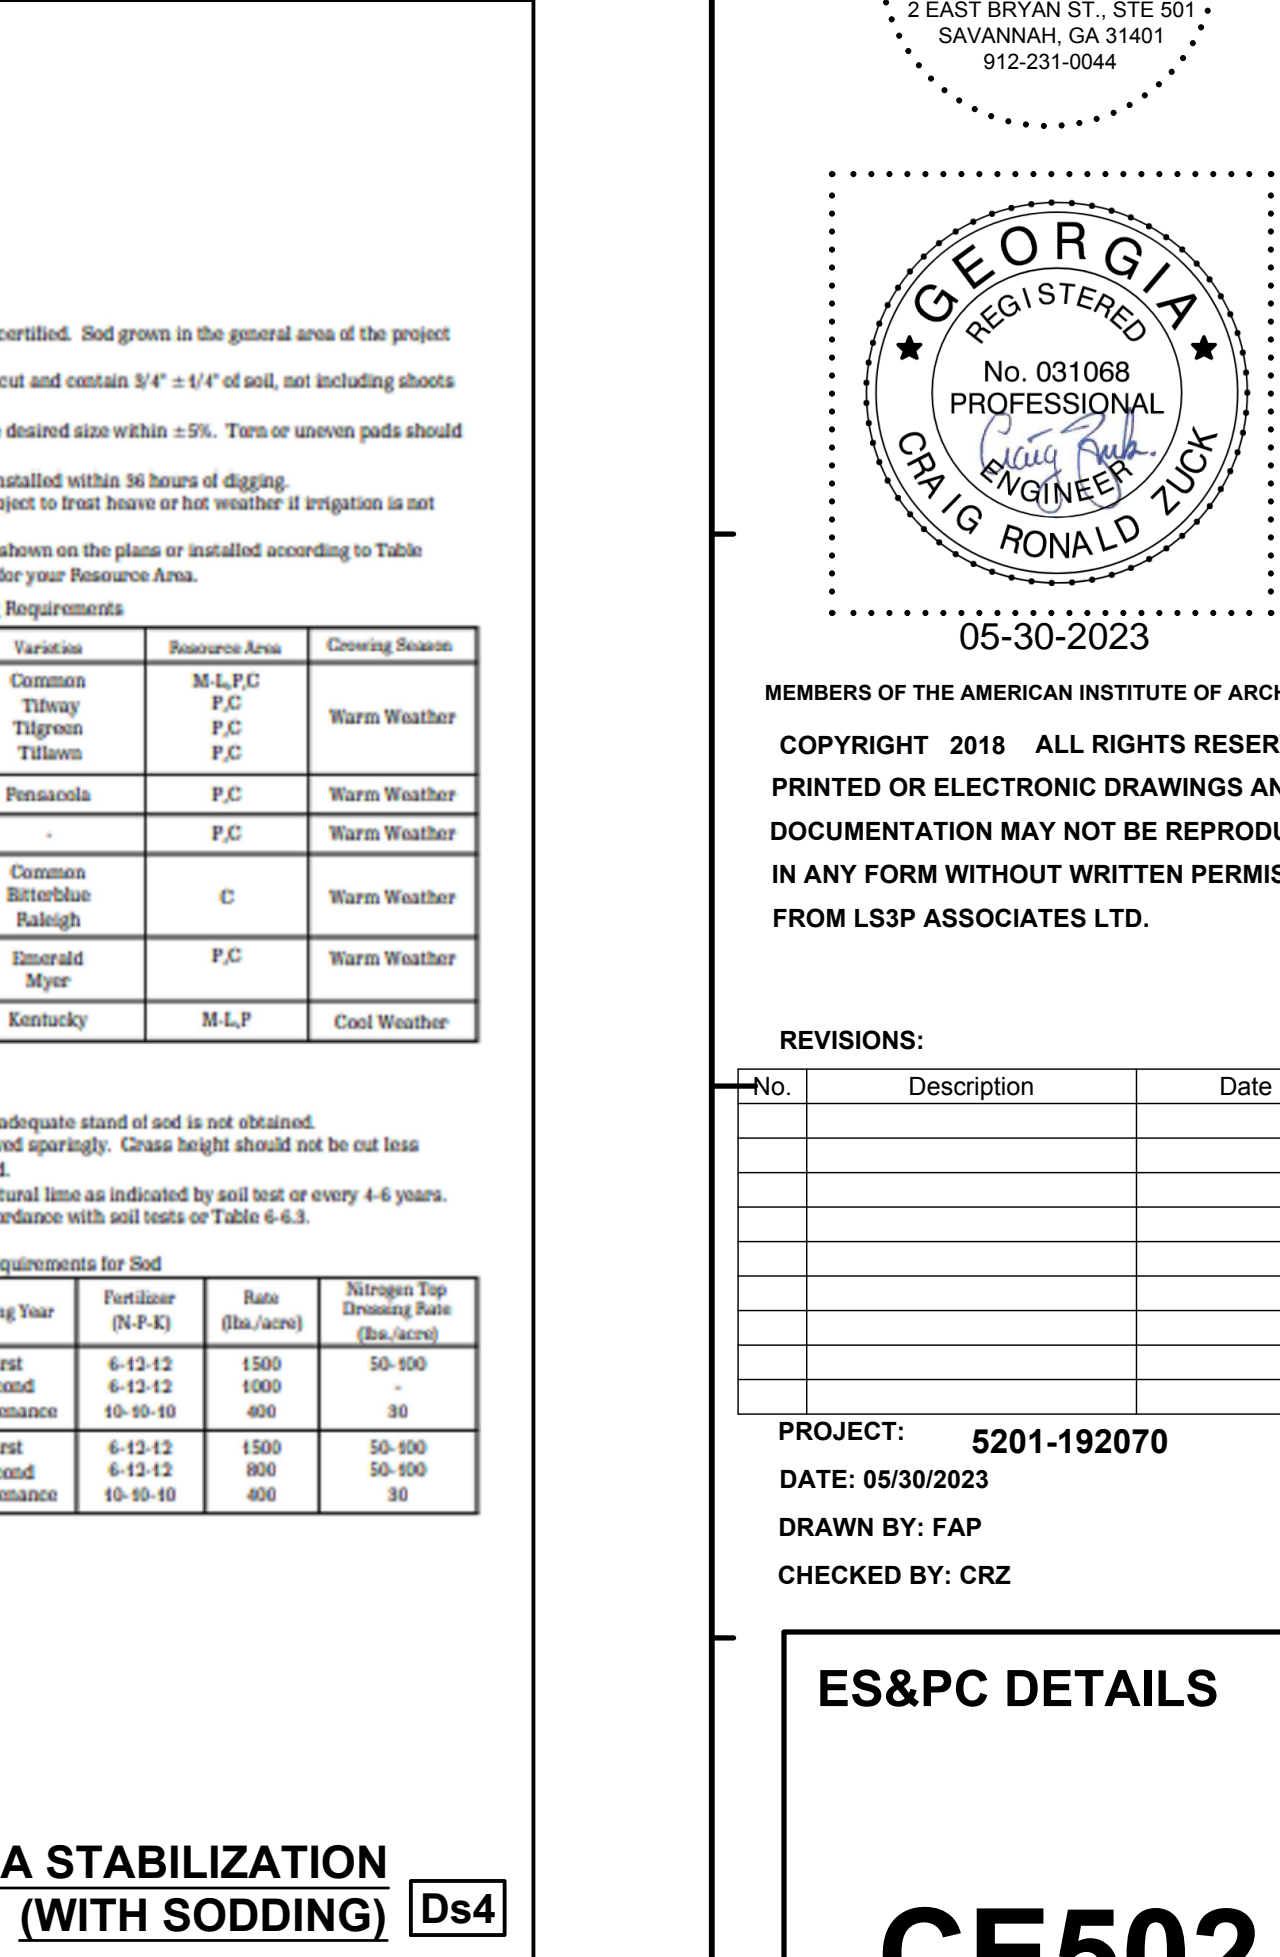 certified. Sod grown in the general area of the project
cut and contain 3/4" ± 1/4" of soil, not including shoots
desired size within ±5%. Torn or uneven pads should
nstalled within 36 hours of digging.
ject to frost heave or hot weather if irrigation is not
shown on the plans or installed according to Table
for your Resource Area.
Requirements
Varieties Resource Area Growing Season
Common M-L,P,C
Tifway P,C
Warm Weather
Tifgreen P,C
Tiflawn P,C
Pensacola P,C Warm Weather
- P,C Warm Weather
Common
Bitterblue C Warm Weather
Raleigh
Emerald P,C Warm Weather
Myer
Kentucky M-L,P Cool Weather
adequate stand of sod is not obtained.
ved sparingly. Grass height should not be cut less
d.
tural lime as indicated by soil test or every 4-6 years.
ordance with soil tests or Table 6-6.3.
quirements for Sod
ng Year Fertilizer (N-P-K) Rate (lbs./acre) Nitrogen Top Dressing Rate (lbs./acre)
irst 6-12-12 1500 50-100
cond 6-12-12 1000 -
enance 10-10-10 400 30
irst 6-12-12 1500 50-100
cond 6-12-12 800 50-100
enance 10-10-10 400 30
A STABILIZATION
(WITH SODDING) Ds4
2 EAST BRYAN ST., STE 501
SAVANNAH, GA 31401
912-231-0044
GEORGIA
REGISTERED
No. 031068
PROFESSIONAL
Craig Zuck
ENGINEER
CRAIG RONALD ZUCK
05-30-2023
MEMBERS OF THE AMERICAN INSTITUTE OF ARCH
COPYRIGHT 2018 ALL RIGHTS RESER
PRINTED OR ELECTRONIC DRAWINGS AN
DOCUMENTATION MAY NOT BE REPRODU
IN ANY FORM WITHOUT WRITTEN PERMIS
FROM LS3P ASSOCIATES LTD.
REVISIONS:
No. Description Date
PROJECT: 5201-192070
DATE: 05/30/2023
DRAWN BY: FAP
CHECKED BY: CRZ
ES&PC DETAILS
CE502